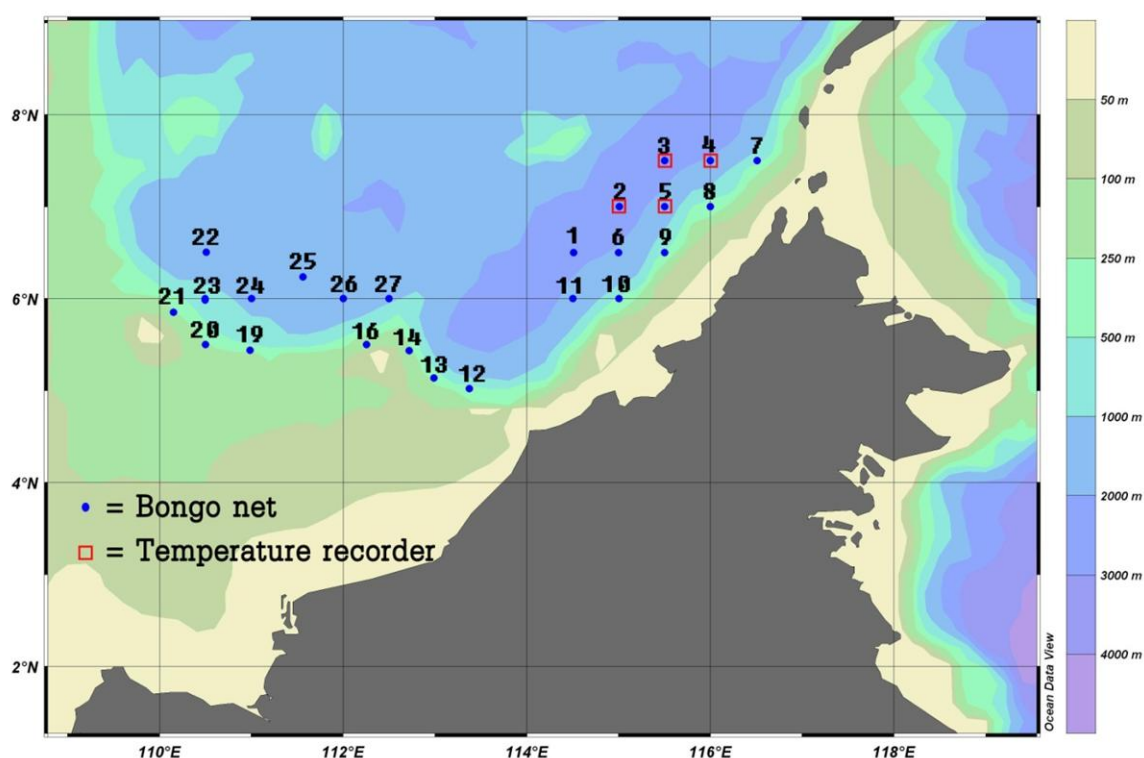 50 m
8°N
100 m
3 4 7
250 m
2 5 8
22 1 6 9
500 m
25
21 23 24 26 27 11 10
6°N
20 19 16 14
1000 m
13 12
2000 m
4°N
= Bongo net
= Temperature recorder
3000 m
4000 m
2°N
Ocean Data View
110°E 112°E 114°E 116°E 118°E